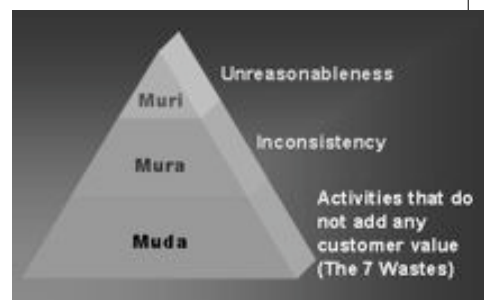 Unreasonableness
Muri
Inconsistency
Mura
Activities that do
not add any
Muda
customer value
(The 7 Wastes)